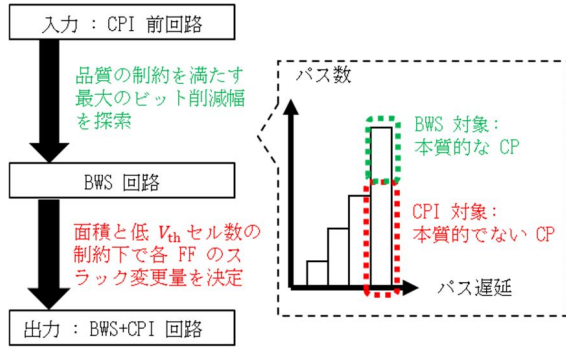 入力 : CPI 前回路
品質の制約を満たす
最大のビット削減幅
を探索
BWS 回路
面積と低 Vth セル数の
制約下で各 FF のス
ラック変更量を決定
出力 : BWS+CPI 回路
パス数
BWS 対象:
本質的な CP
CPI 対象:
本質的でない CP
パス遅延